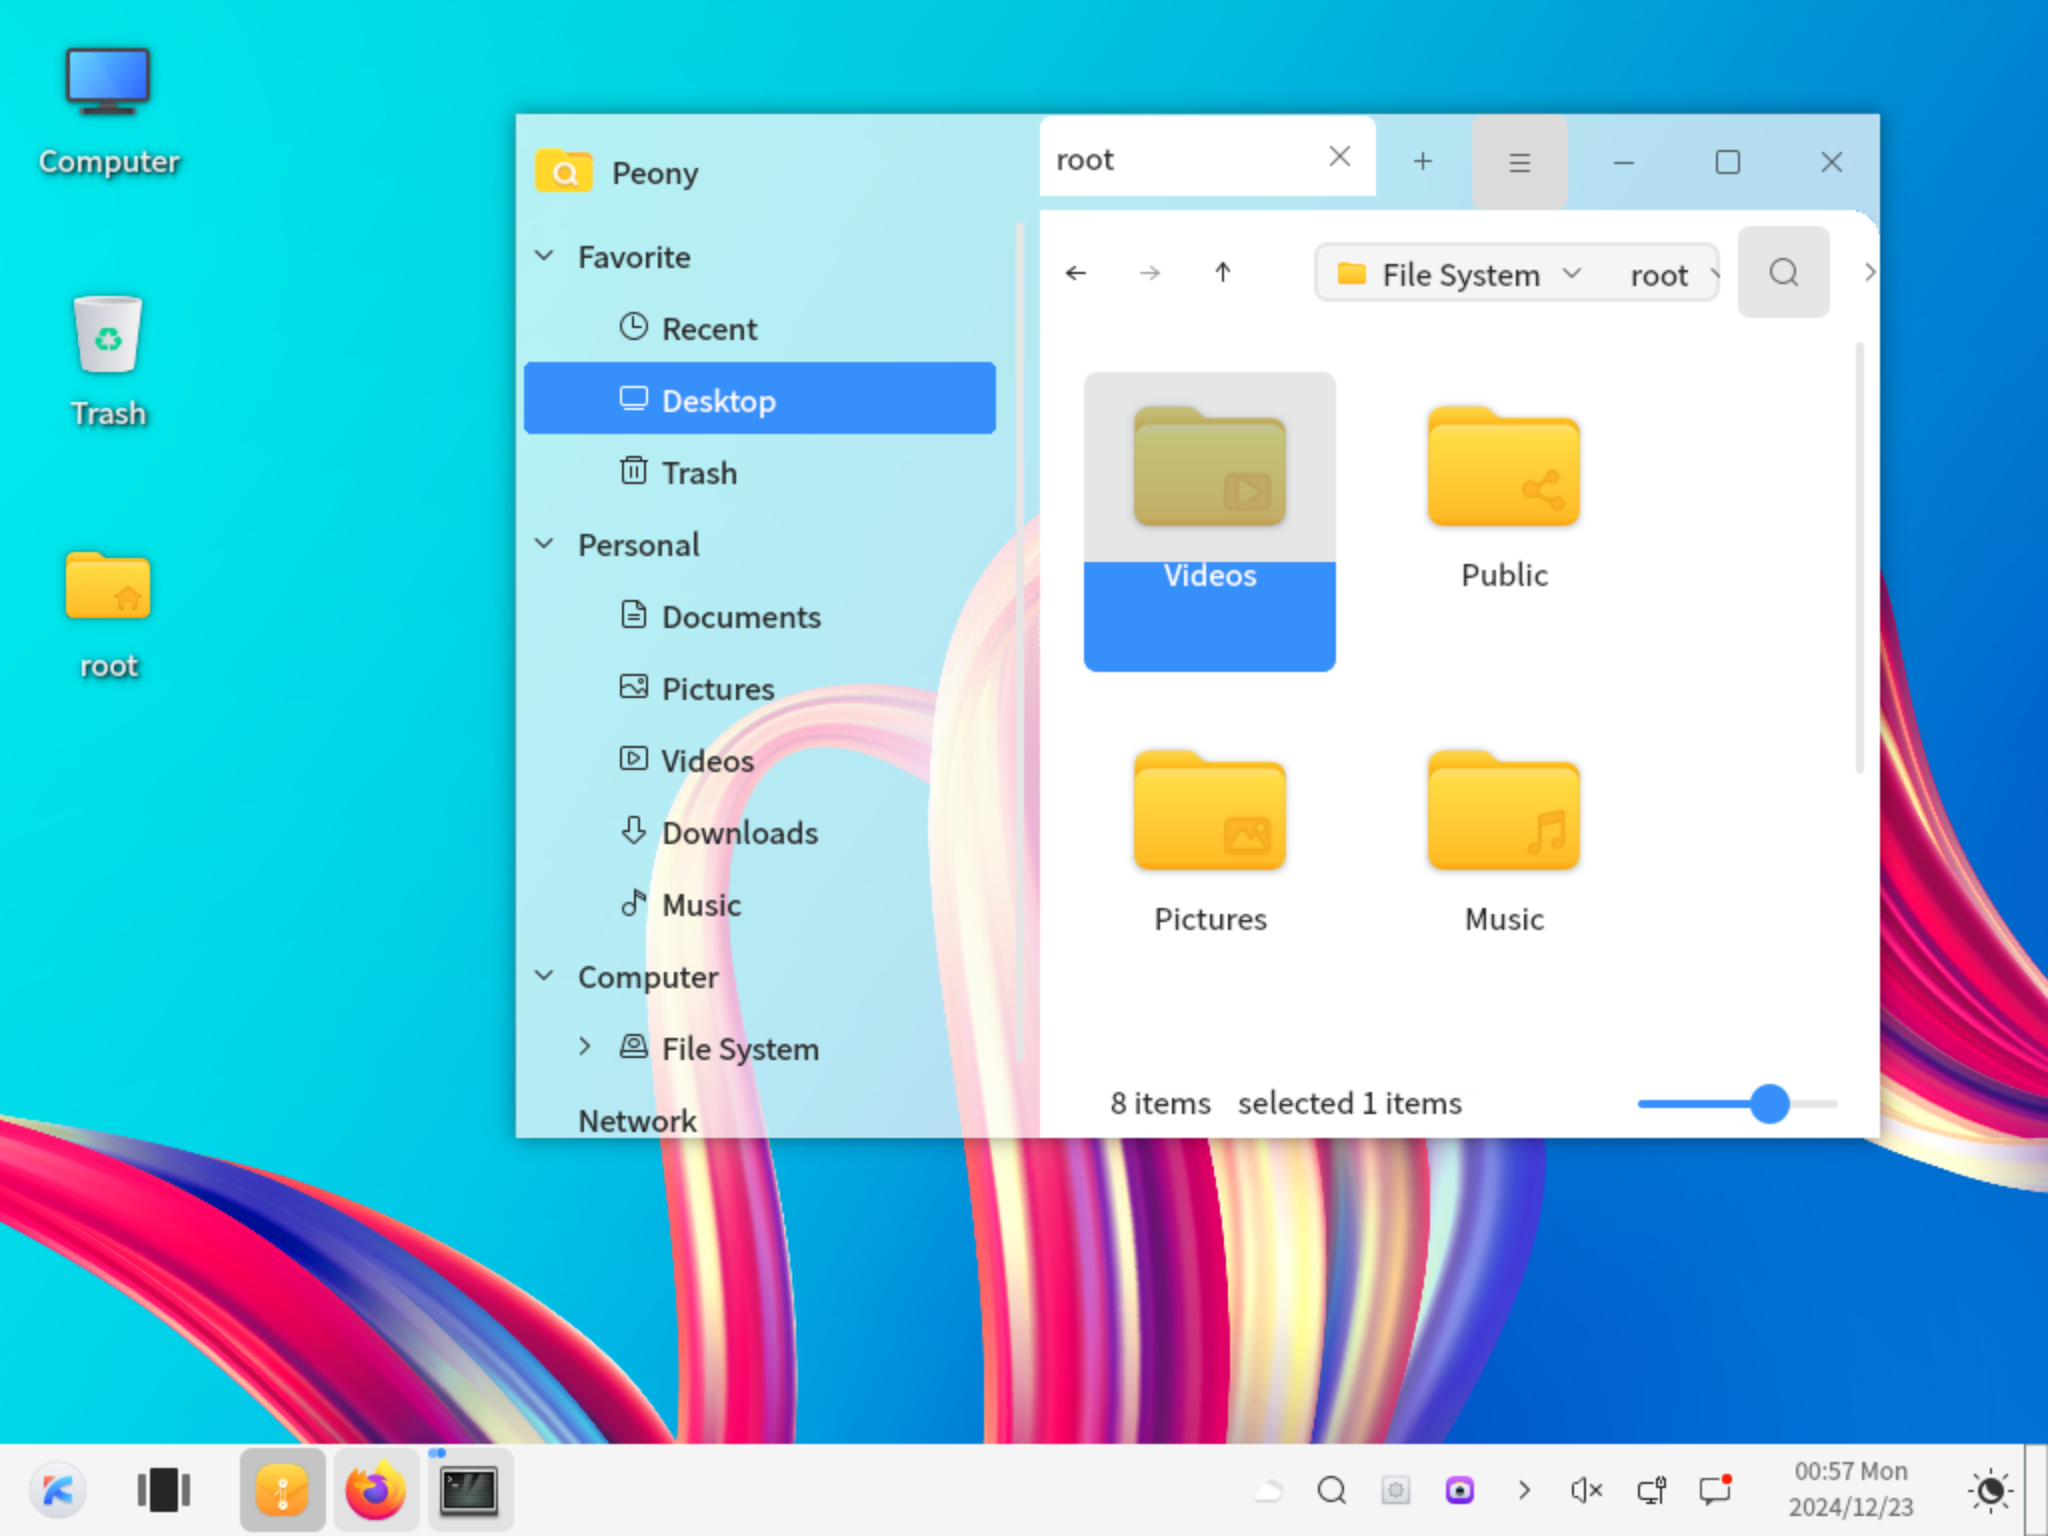 Computer
Trash
root
Peony
Favorite
Recent
Desktop
Trash
Personal
Documents
Pictures
Videos
Downloads
Music
Computer
File System
Network
root
File System
root
Videos
Public
Pictures
Music
8 items selected 1 items
00:57 Mon
2024/12/23